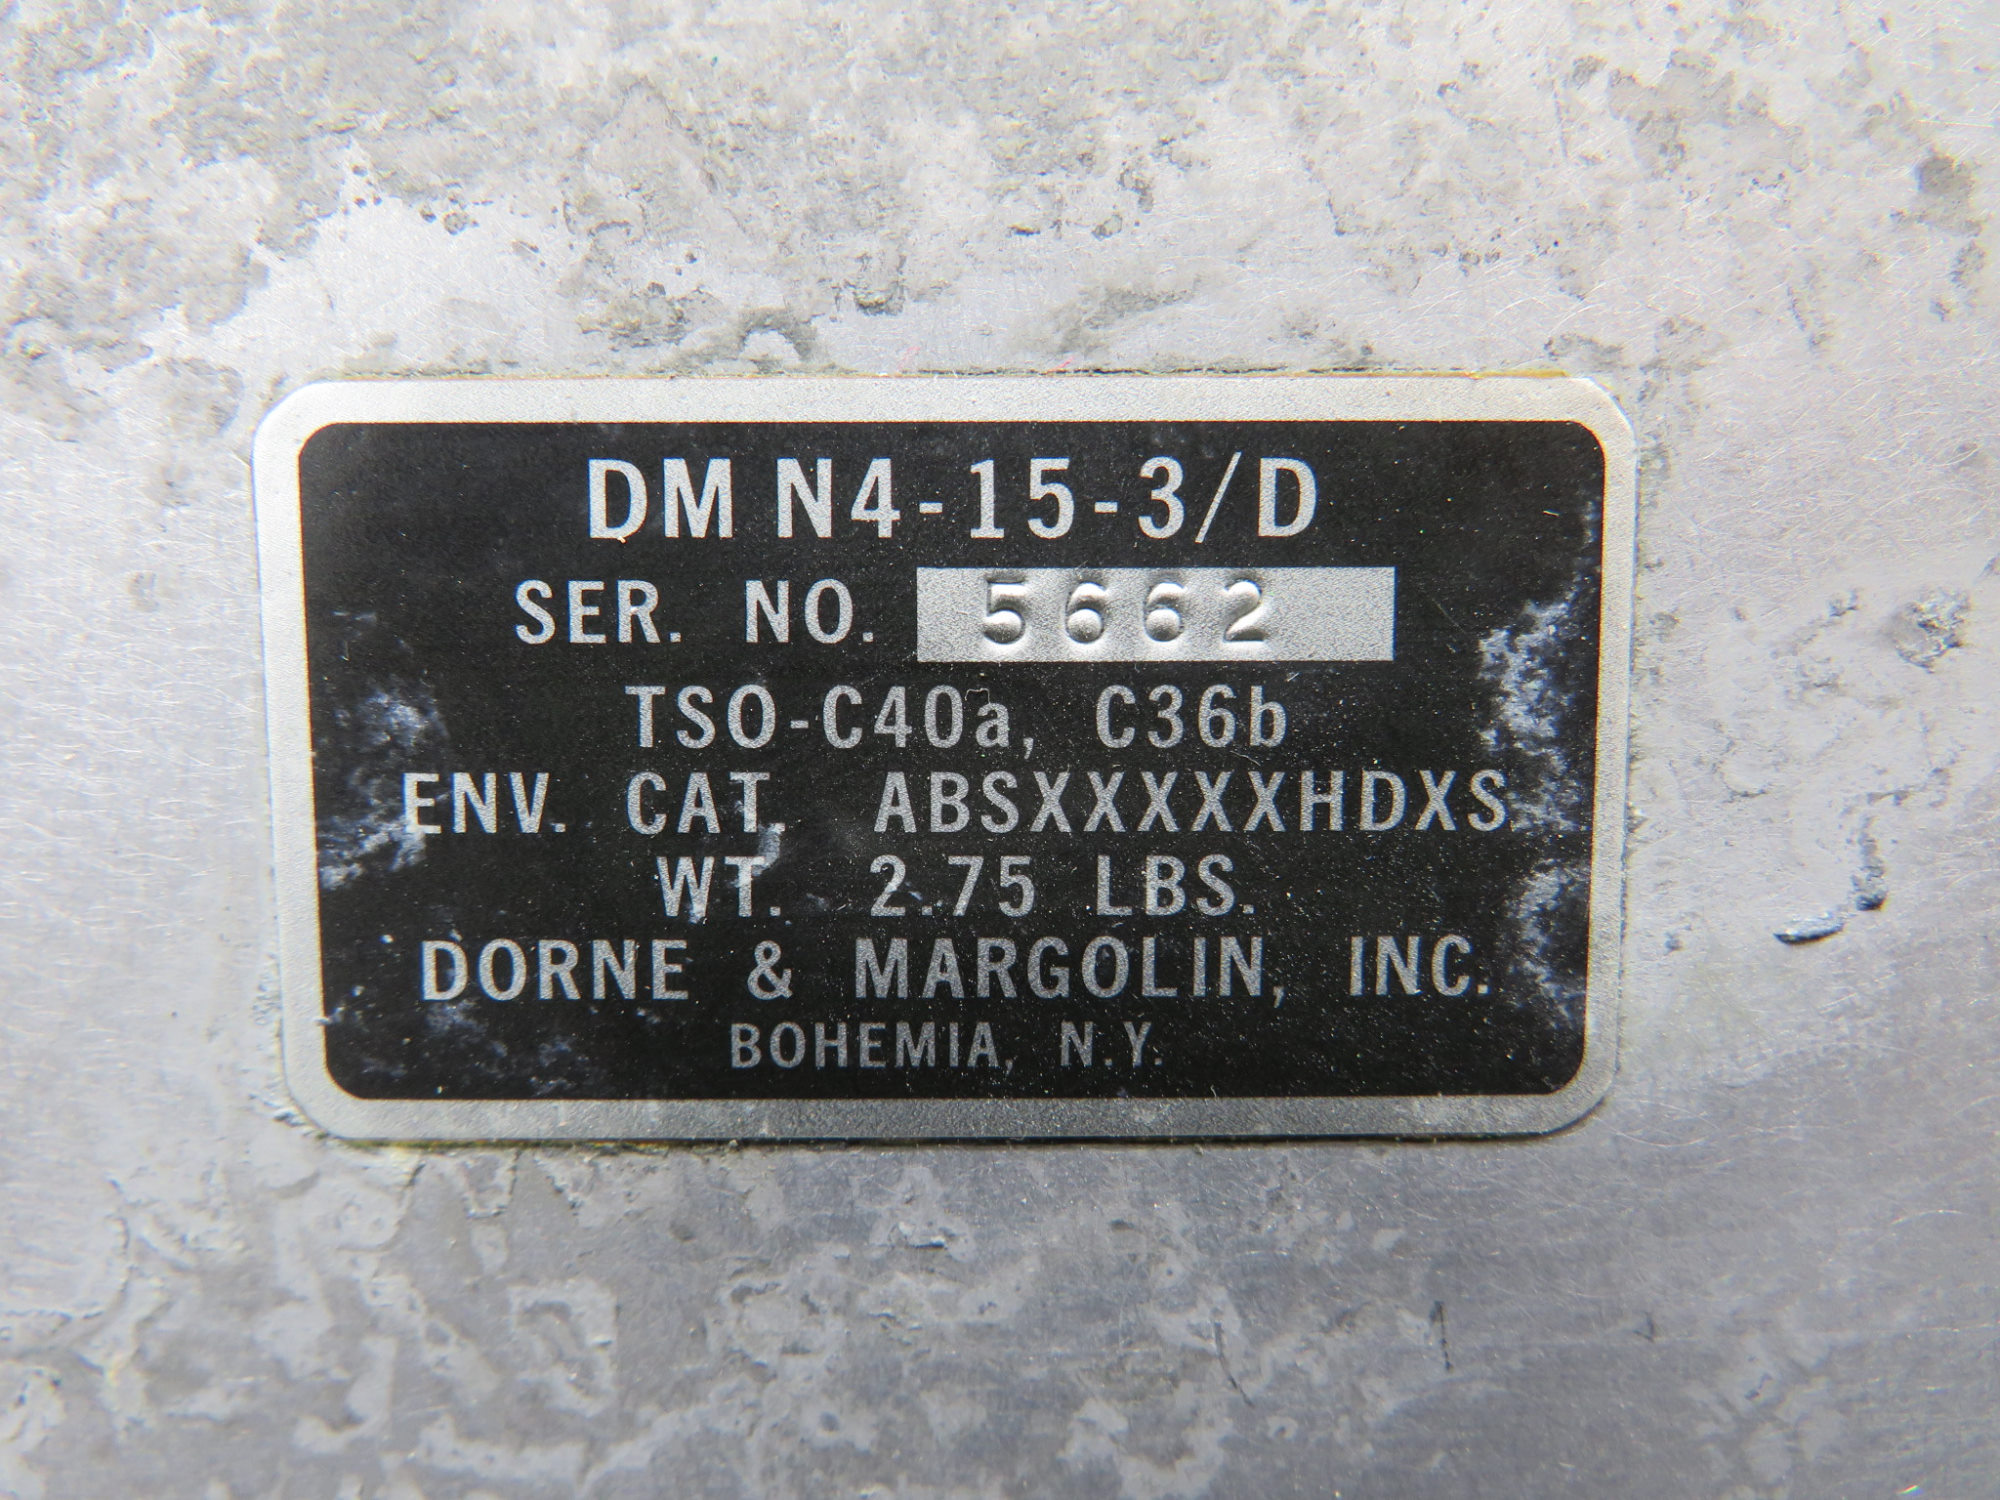 DM N4-15-3/D
SER. NO. 5662
TSO-C40a, C36b
ENV. CAT. ABSXXXXXHDXS
WT. 2.75 LBS.
DORNE & MARGOLIN, INC.
BOHEMIA, N.Y.